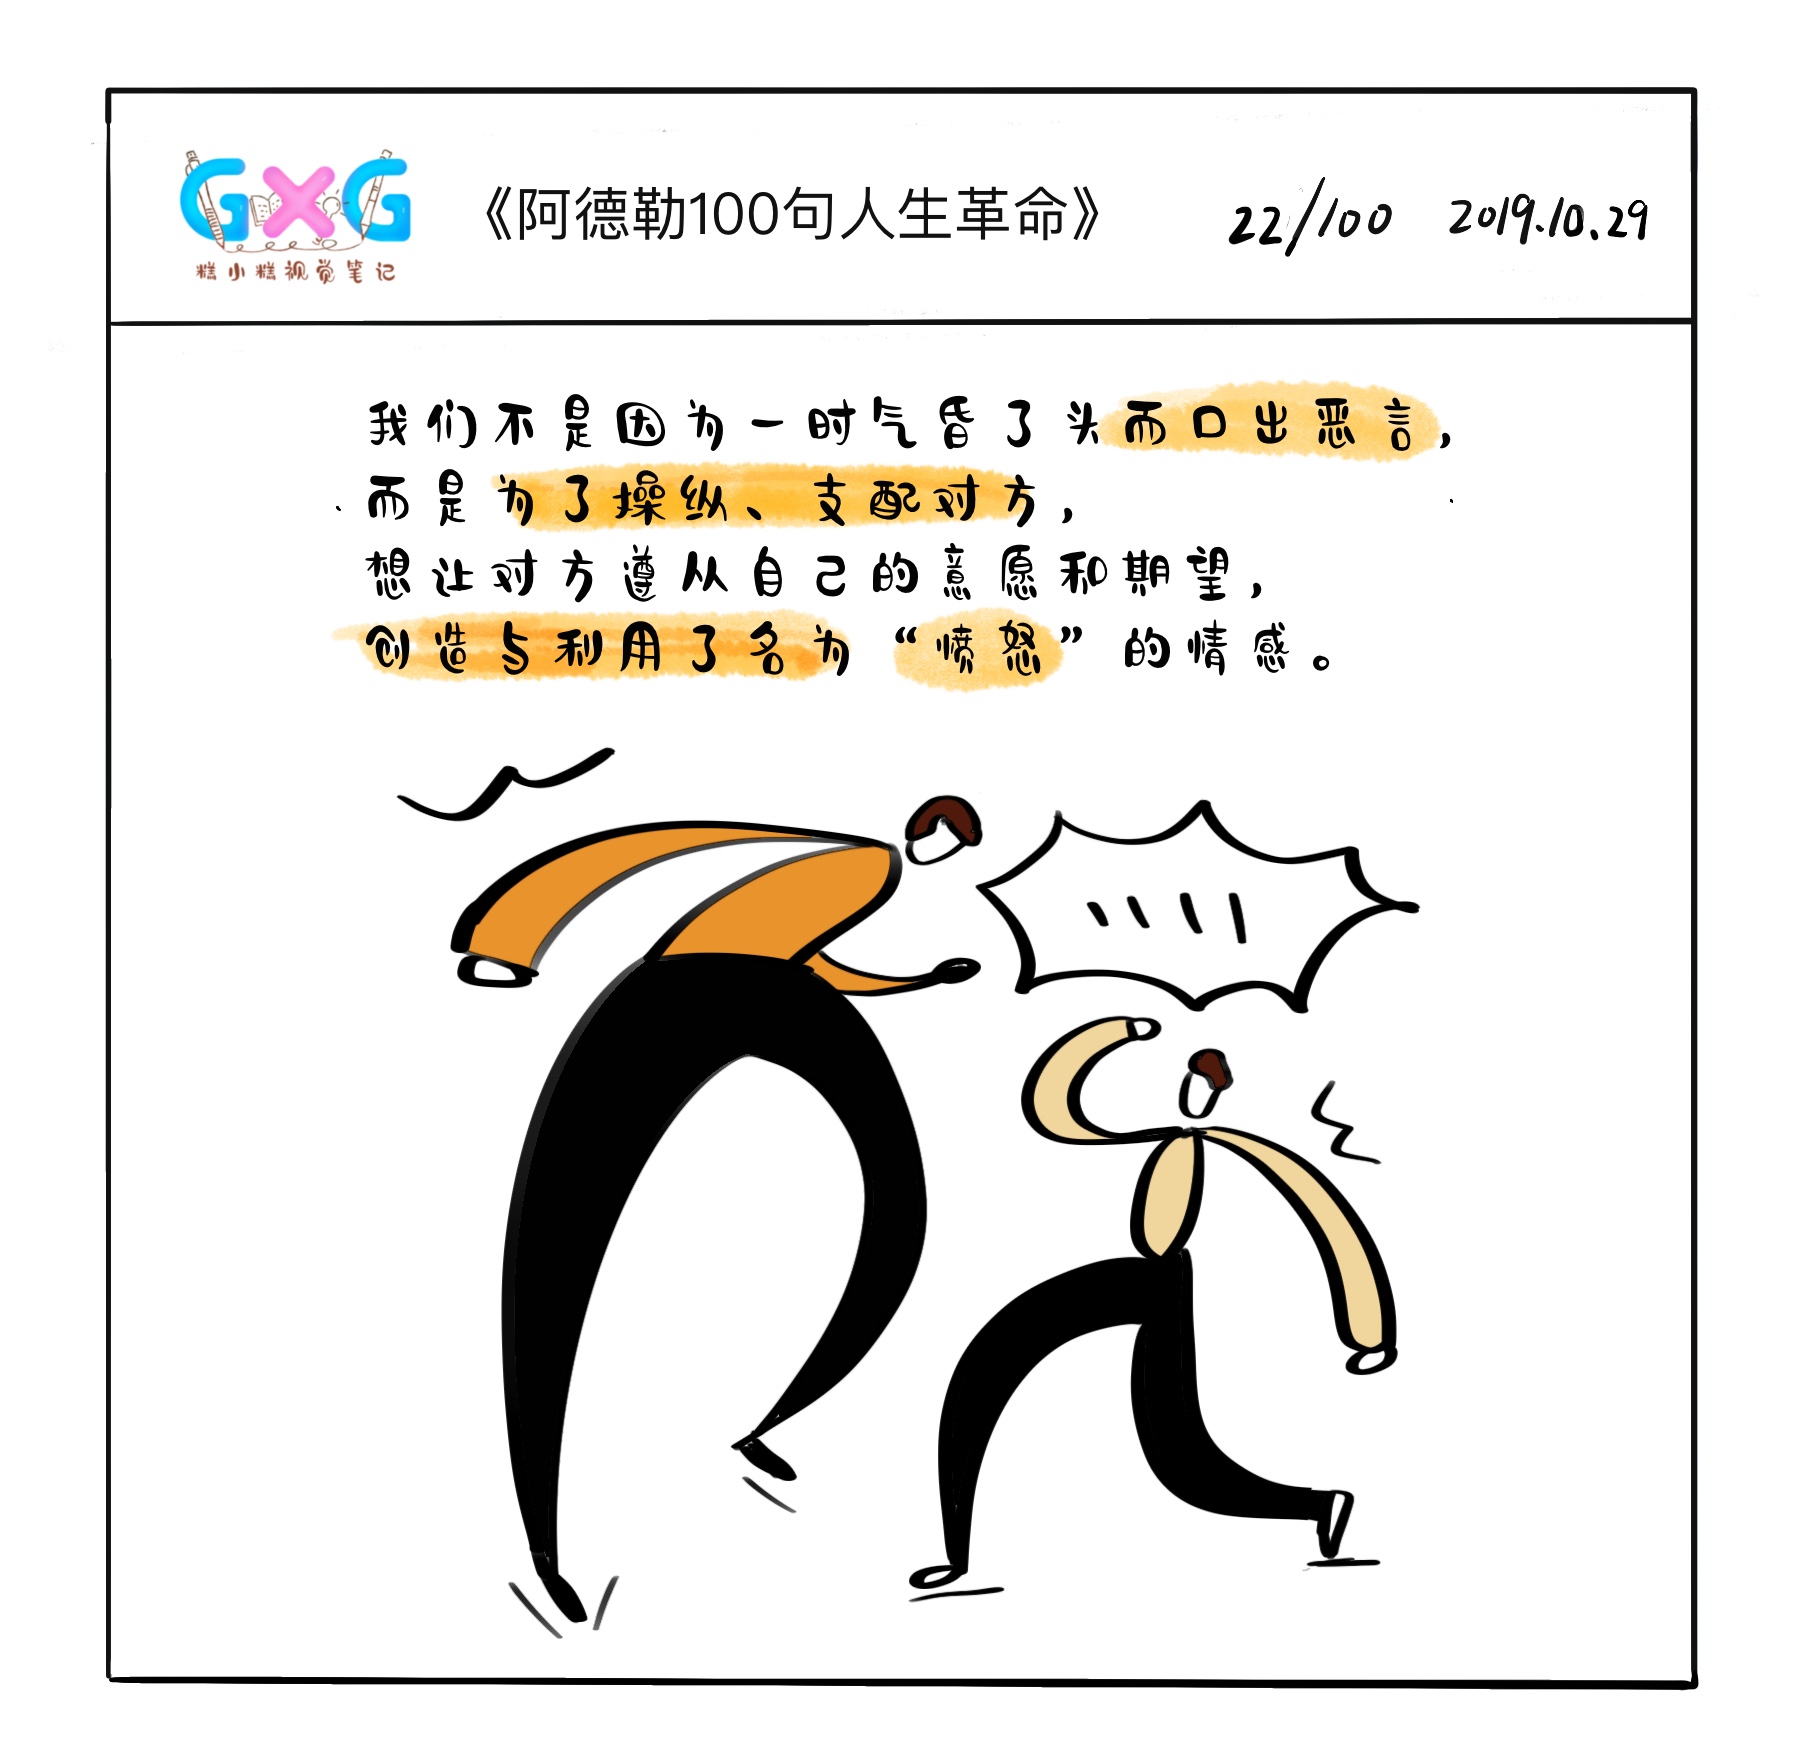 GXG
糕小糕视觉笔记
《阿德勒100句人生革命》
22/100
2019.10.29
我们不是因为一时气昏了头而口出恶言,
而是为了操纵、支配对方,
想让对方遵从自己的意愿和期望,
创造与利用了名为“愤怒”的情感。